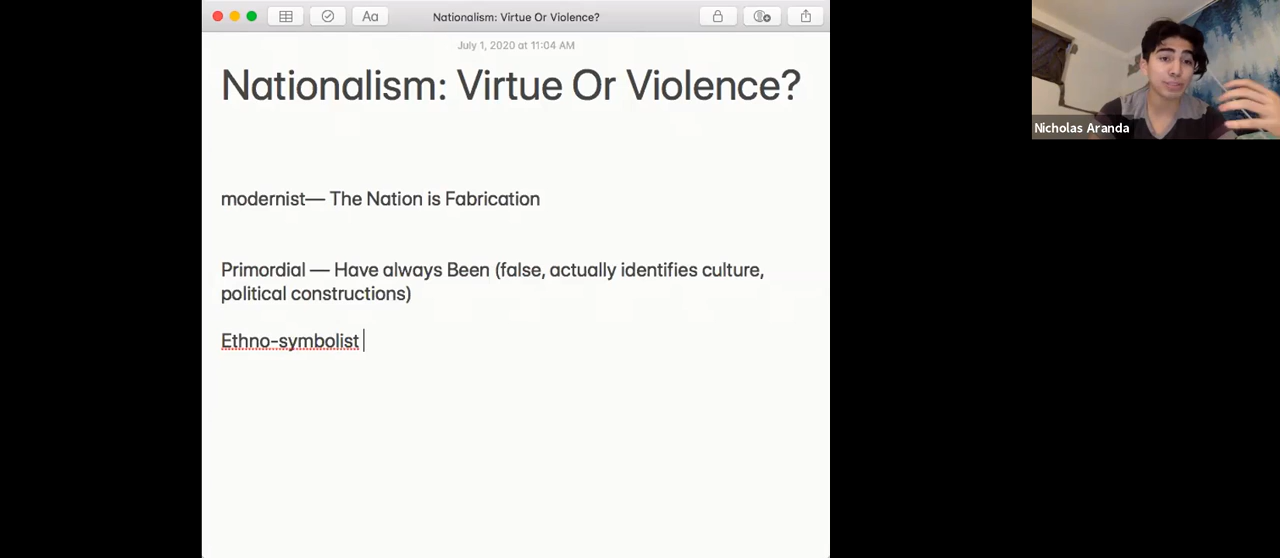 Aa
Nationalism: Virtue Or Violence?
July 1, 2020 at 11:04 AM
Nationalism: Virtue Or Violence?
Nicholas Aranda
modernist— The Nation is Fabrication
Primordial — Have always Been (false, actually identifies culture,
political constructions)
Ethno-symbolist